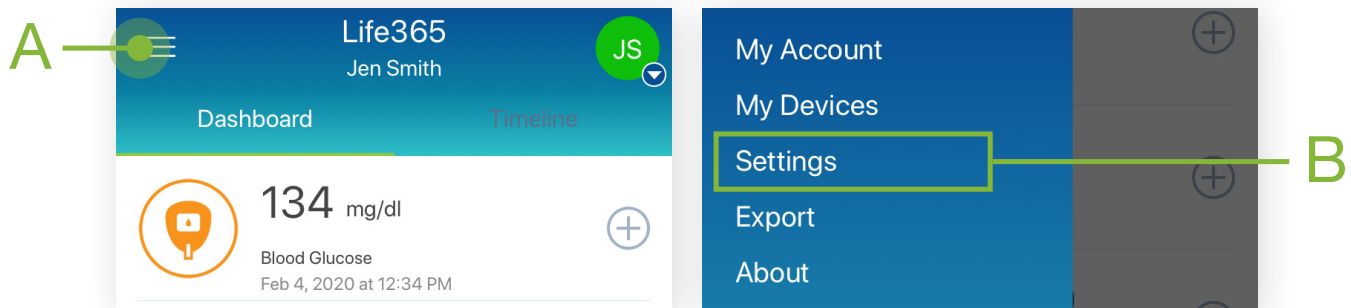 A
Life365
Jen Smith
JS
Dashboard
Timeline
134 mg/dl
Blood Glucose
Feb 4, 2020 at 12:34 PM
My Account
My Devices
Settings
Export
About
B